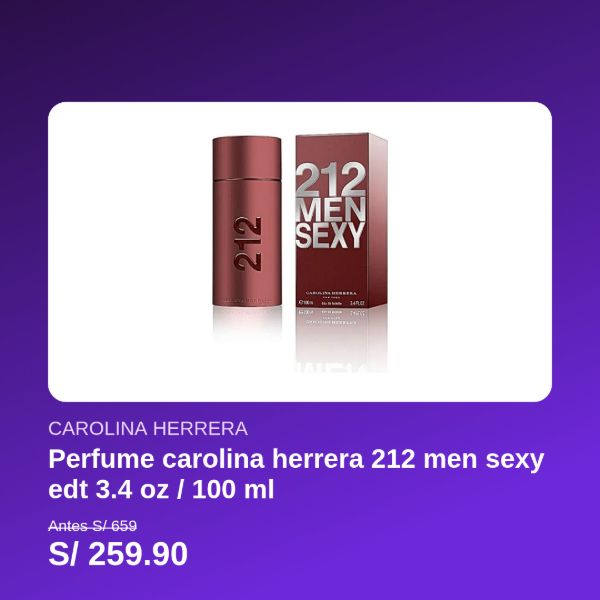 212
212
MEN
SEXY
CAROLINA HERRERA
CAROLINA HERRERA
Perfume carolina herrera 212 men sexy
edt 3.4 oz / 100 ml
Antes S/ 659
S/ 259.90